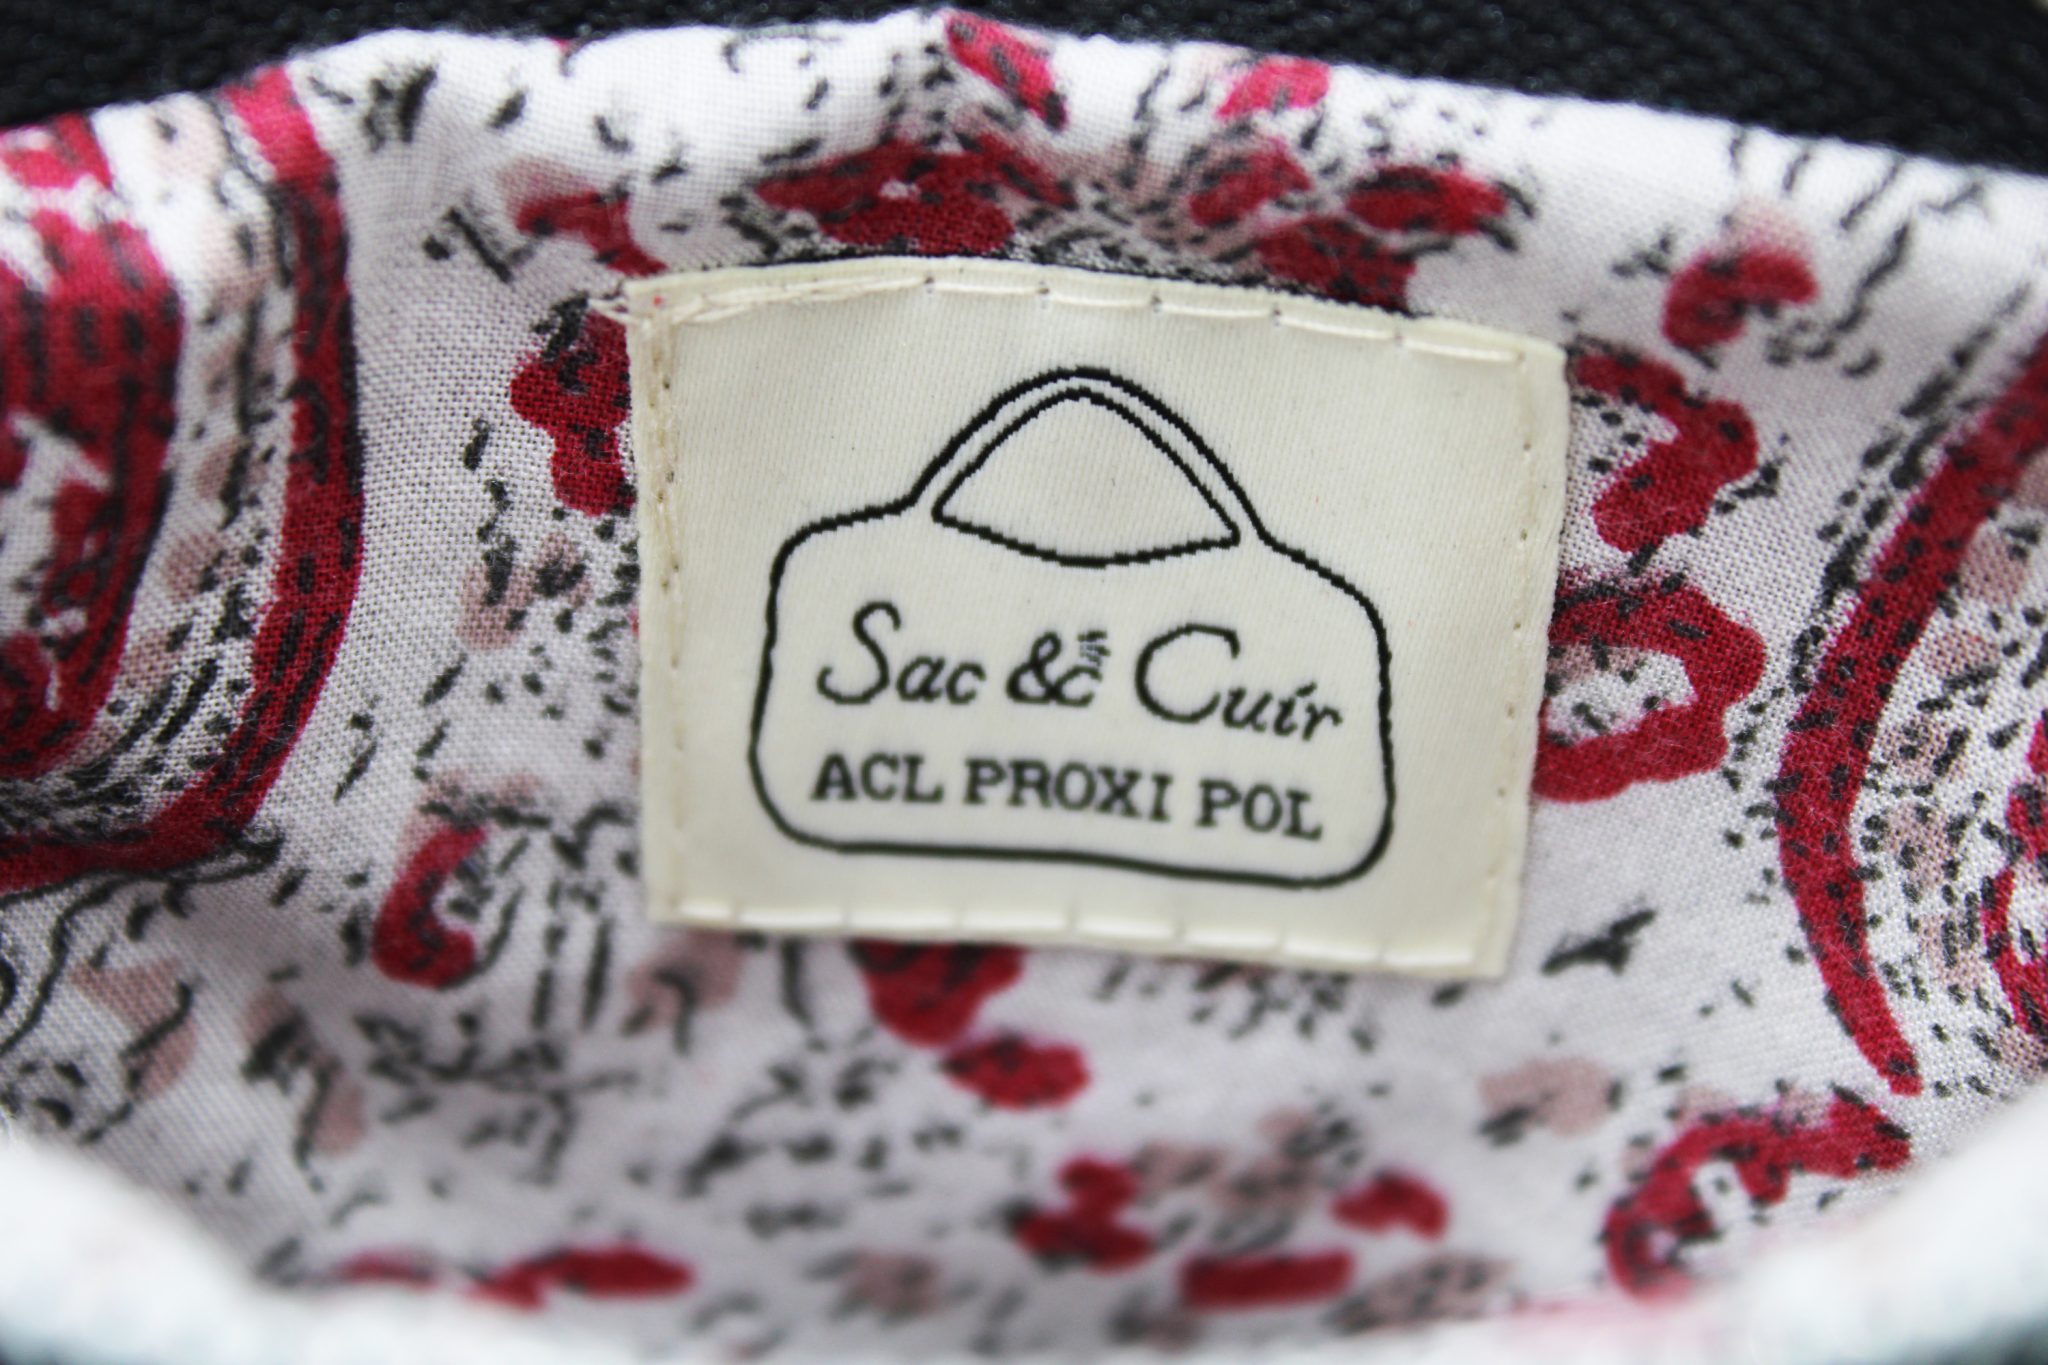 Sac & Cuir
ACL PROXI POL